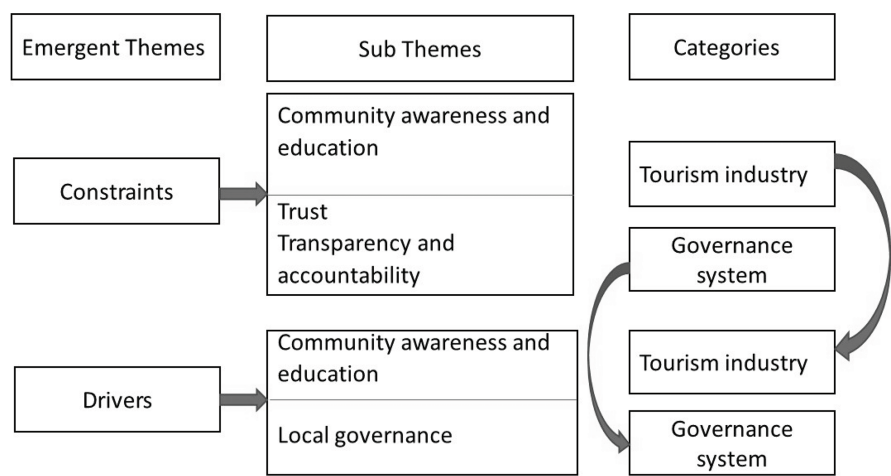 Emergent Themes
Sub Themes
Categories
Constraints
Community awareness and
education
Trust
Transparency and
accountability
Tourism industry
Governance
system
Drivers
Community awareness and
education
Local governance
Tourism industry
Governance
system